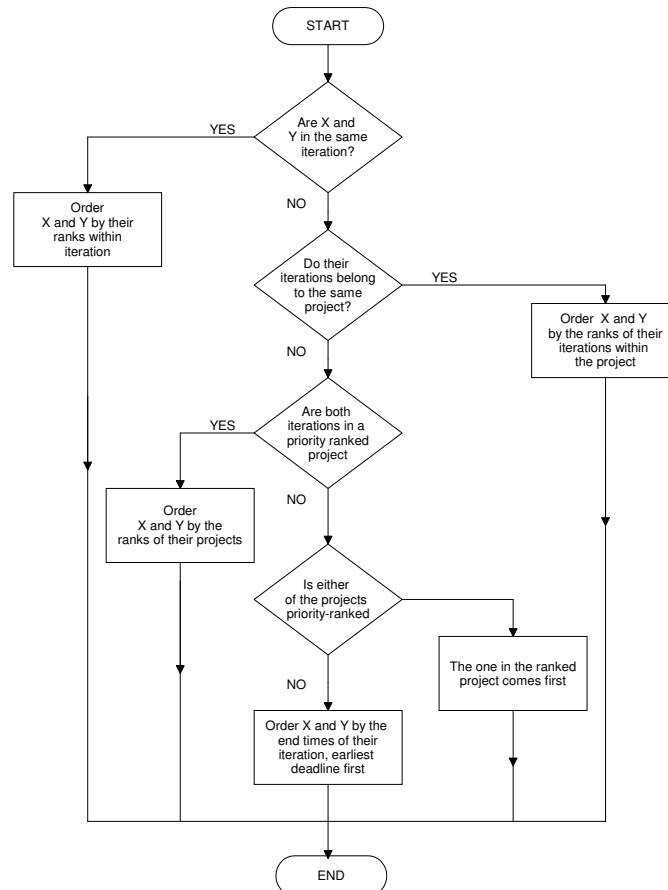 START
Are X and
Y in the same
iteration?
YES
NO
Order
X and Y by their
ranks within
iteration
Do their
iterations belong
to the same
project?
YES
NO
Order  X and Y
by the ranks of their
iterations within
the project
Are both
iterations in a
priority ranked
project
YES
NO
Order
X and Y by the
ranks of their projects
Is either
of the projects
priority-ranked
NO
The one in the ranked
project comes first
Order X and Y by the
end times of their
iteration, earliest
deadline first
END